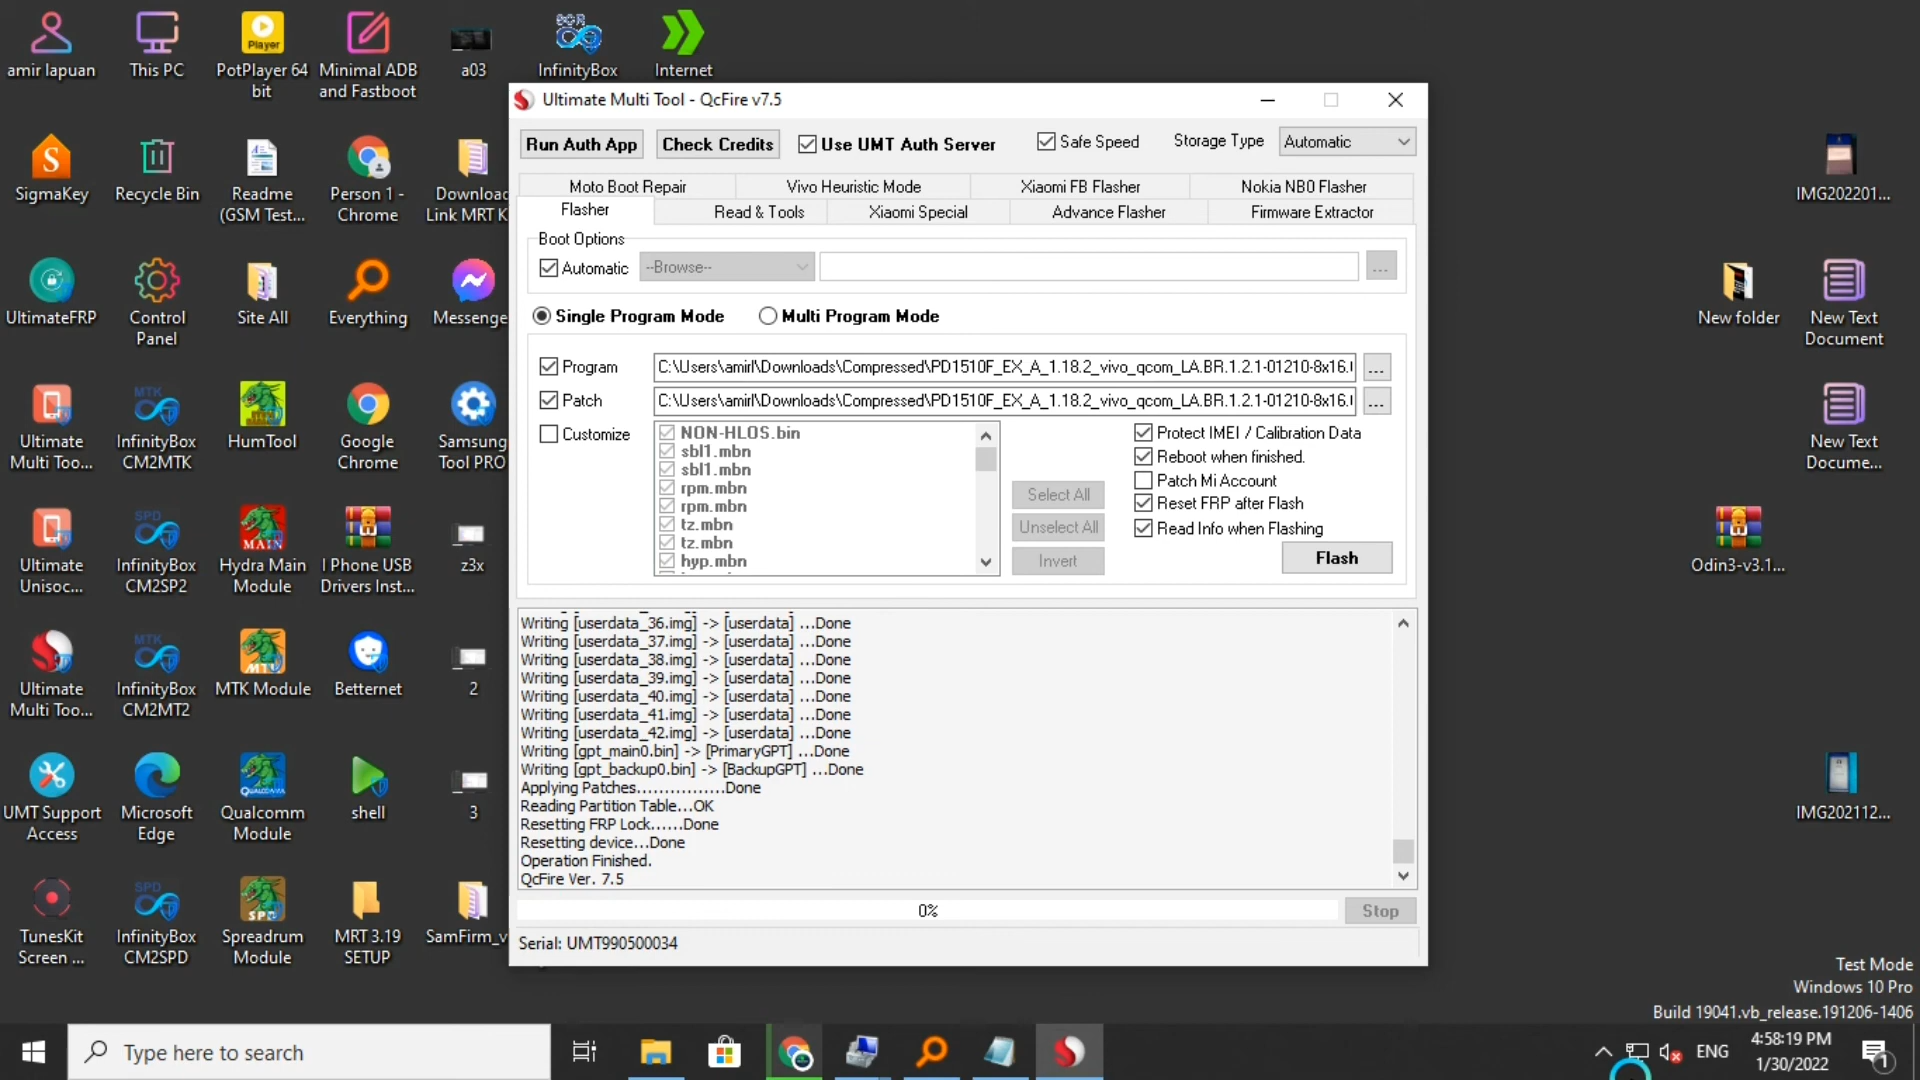 amir lapuan
This PC
PotPlayer 64
bit
Minimal ADB
and Fastboot
a03
InfinityBox
Internet
SigmaKey
Recycle Bin
Readme
(GSM Test...
Person 1 -
Chrome
Downloac
Link MRT K
UltimateFRP
Control
Panel
Site All
Everything
Messenge
Ultimate
Multi Too...
InfinityBox
CM2MTK
HumTool
Google
Chrome
Samsung
Tool PRO
Ultimate
Unisoc...
InfinityBox
CM2SP2
Hydra Main
Module
I Phone USB
Drivers Inst...
z3x
Ultimate
Multi Too...
InfinityBox
CM2MT2
MTK Module
Betternet
2
UMT Support
Access
Microsoft
Edge
Qualcomm
Module
shell
3
TunesKit
Screen ...
InfinityBox
CM2SPD
Spreadrum
Module
MRT 3.19
SETUP
SamFirm_v
Ultimate Multi Tool - QcFire v7.5
Run Auth App
Check Credits
Use UMT Auth Server
Safe Speed
Storage Type
Automatic
Moto Boot Repair
Vivo Heuristic Mode
Xiaomi FB Flasher
Nokia NB0 Flasher
Flasher
Read & Tools
Xiaomi Special
Advance Flasher
Firmware Extractor
Boot Options
Automatic
--Browse--
...
Single Program Mode
Multi Program Mode
Program
C:\Users\amirl\Downloads\Compressed\PD1510F_EX_A_1.18.2_vivo_qcom_LA.BR.1.2.1-01210-8x16.
...
Patch
C:\Users\amirl\Downloads\Compressed\PD1510F_EX_A_1.18.2_vivo_qcom_LA.BR.1.2.1-01210-8x16.
...
Customize
NON-HLOS.bin
sbl1.mbn
sbl1.mbn
rpm.mbn
rpm.mbn
tz.mbn
tz.mbn
hyp.mbn
Select All
Unselect All
Invert
Protect IMEI / Calibration Data
Reboot when finished.
Patch Mi Account
Reset FRP after Flash
Read Info when Flashing
Flash
Writing [userdata_36.img] -> [userdata] ...Done
Writing [userdata_37.img] -> [userdata] ...Done
Writing [userdata_38.img] -> [userdata] ...Done
Writing [userdata_39.img] -> [userdata] ...Done
Writing [userdata_40.img] -> [userdata] ...Done
Writing [userdata_41.img] -> [userdata] ...Done
Writing [userdata_42.img] -> [userdata] ...Done
Writing [gpt_main0.bin] -> [PrimaryGPT] ...Done
Writing [gpt_backup0.bin] -> [BackupGPT] ...Done
Applying Patches................Done
Reading Partition Table...OK
Resetting FRP Lock......Done
Resetting device...Done
Operation Finished.
QcFire Ver. 7.5
0%
Stop
Serial: UMT990500034
IMG202201...
New folder
New Text
Document
New Text
Docume...
Odin3-v3.1...
IMG202112...
Test Mode
Windows 10 Pro
Build 19041.vb_release.191206-1406
Type here to search
ENG
4:58:19 PM
1/30/2022
1